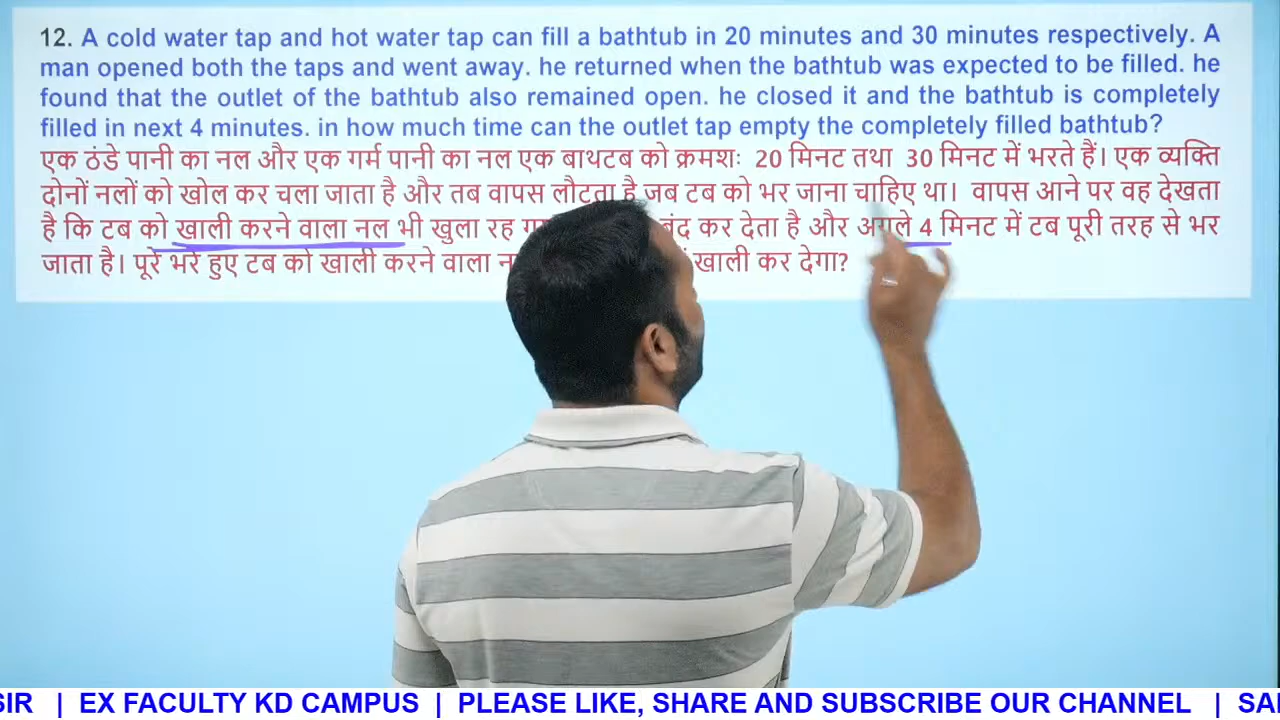 12. A cold water tap and hot water tap can fill a bathtub in 20 minutes and 30 minutes respectively. A
man opened both the taps and went away. he returned when the bathtub was expected to be filled. he
found that the outlet of the bathtub also remained open. he closed it and the bathtub is completely
filled in next 4 minutes. in how much time can the outlet tap empty the completely filled bathtub?
एक ठंडे पानी का नल और एक गर्म पानी का नल एक बाथटब को क्रमशः 20 मिनट तथा 30 मिनट में भरते हैं। एक व्यक्ति
दोनों नलों को खोल कर चला जाता है और तब वापस लौटता है जब टब को भर जाना चाहिए था। वापस आने पर वह देखता
है कि टब को खाली करने वाला नल भी खुला रह कर देता है और अगले 4 मिनट में टब पूरी तरह से भर
जाता है। पूरे भरे हुए टब को खाली करने वाला खाली कर देगा?
SIR | EX FACULTY KD CAMPUS | PLEASE LIKE, SHARE AND SUBSCRIBE OUR CHANNEL |